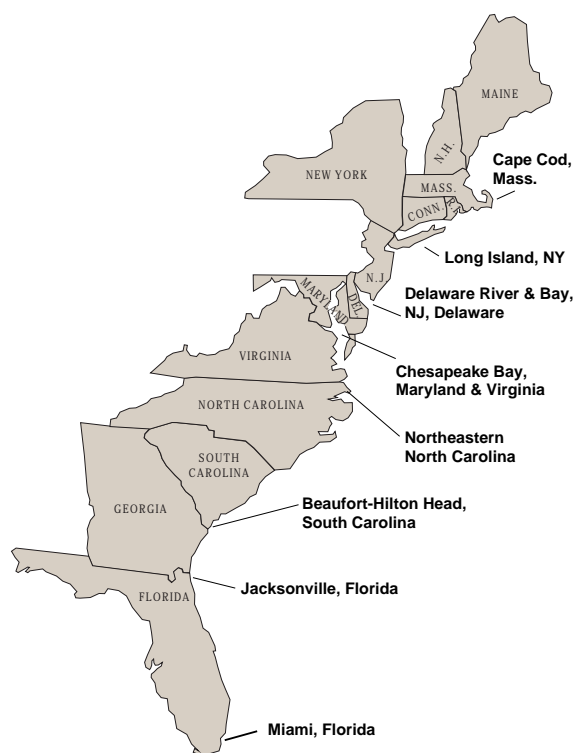 MAINE
N.H.
Cape Cod,
Mass.
NEW YORK
MASS.
CONN.
R.I.
Long Island, NY
N.J.
MARYLAND
DEL.
Delaware River & Bay,
NJ, Delaware
VIRGINIA
Chesapeake Bay,
Maryland & Virginia
NORTH CAROLINA
Northeastern
North Carolina
SOUTH
CAROLINA
GEORGIA
Beaufort-Hilton Head,
South Carolina
Jacksonville, Florida
FLORIDA
Miami, Florida